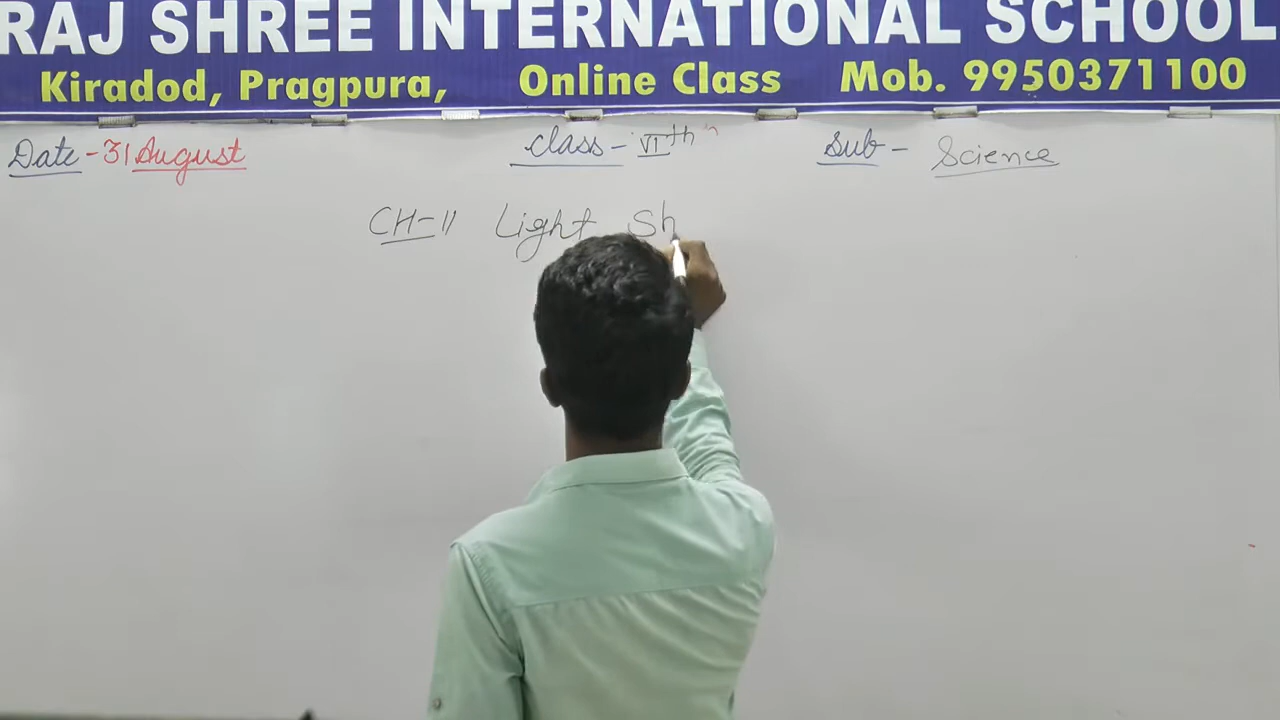 RAJ SHREE INTERNATIONAL SCHOOL
Kiradod, Pragpura, Online Class Mob. 9950371100
Date - 31 August Class - VIth Sub - Science
CH-11 Light Sh